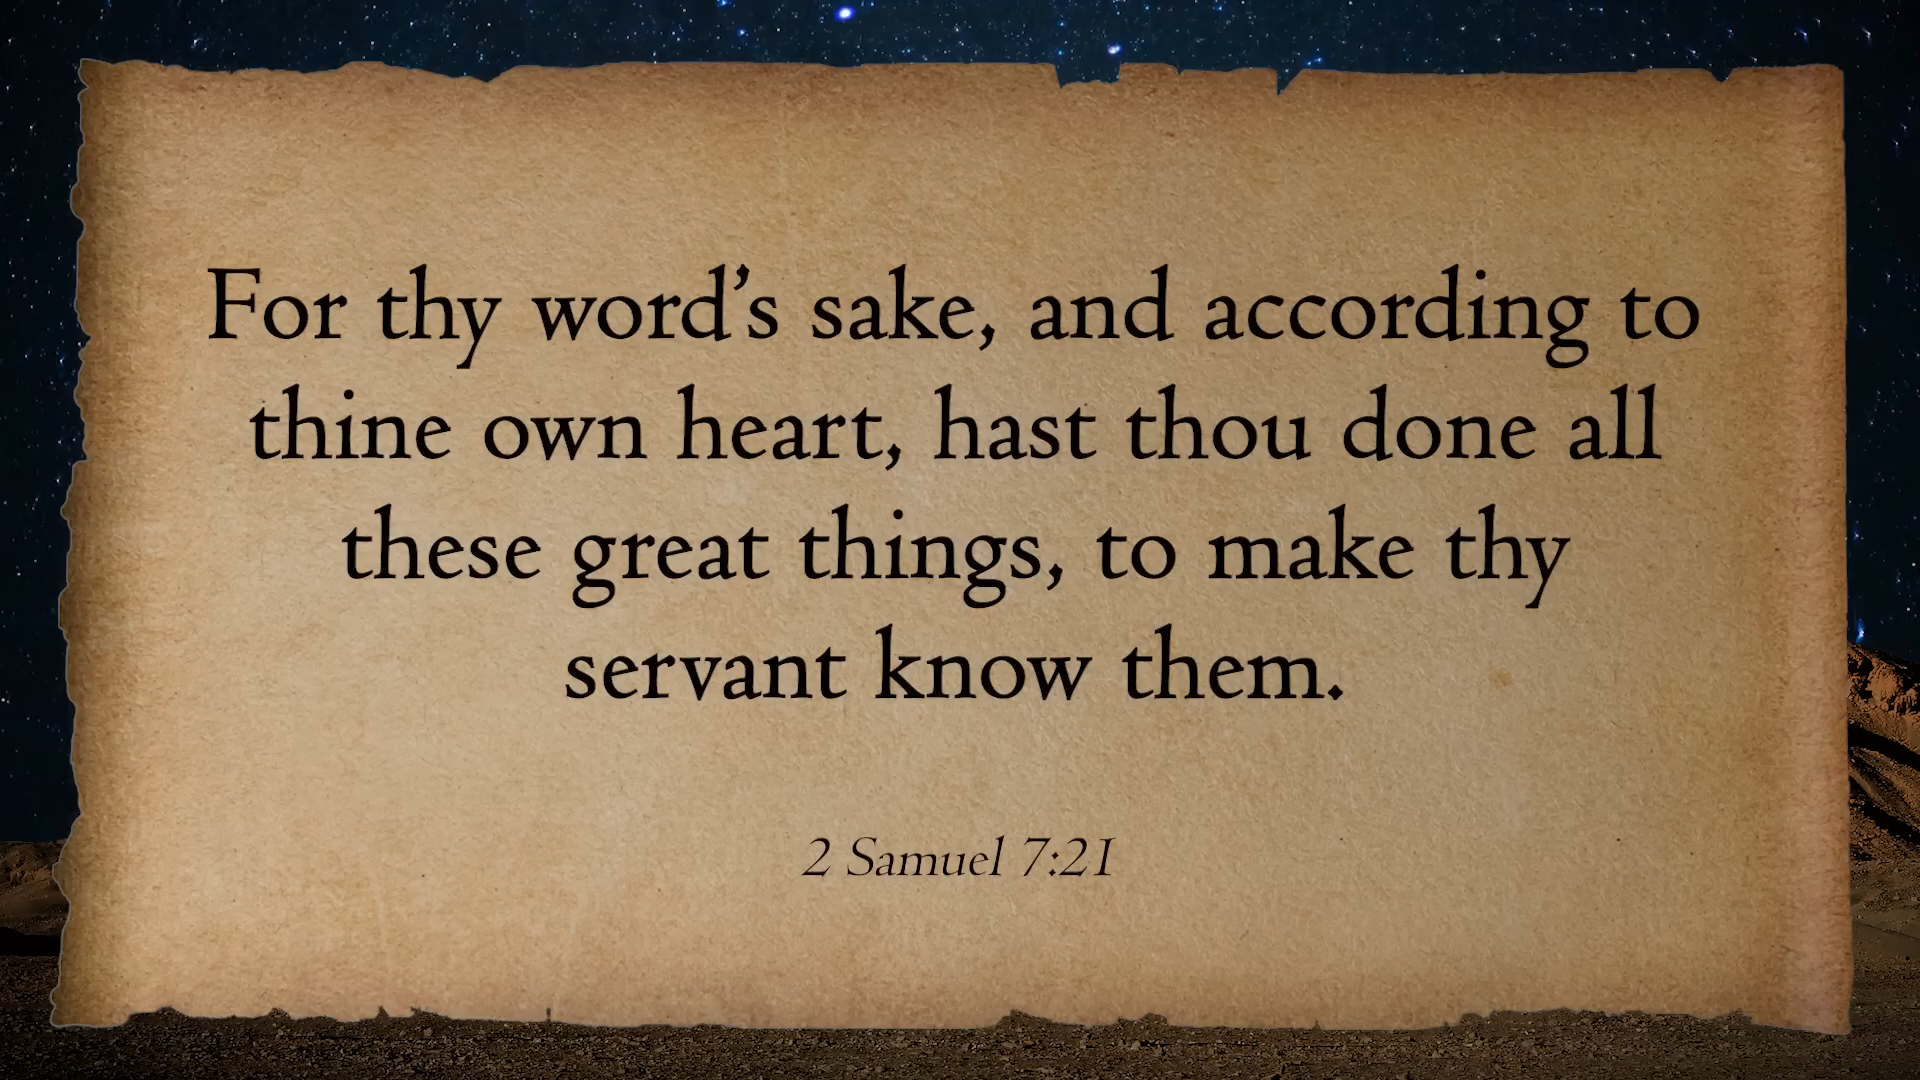 For thy word’s sake, and according to
thine own heart, hast thou done all
these great things, to make thy
servant know them.
2 Samuel 7:21